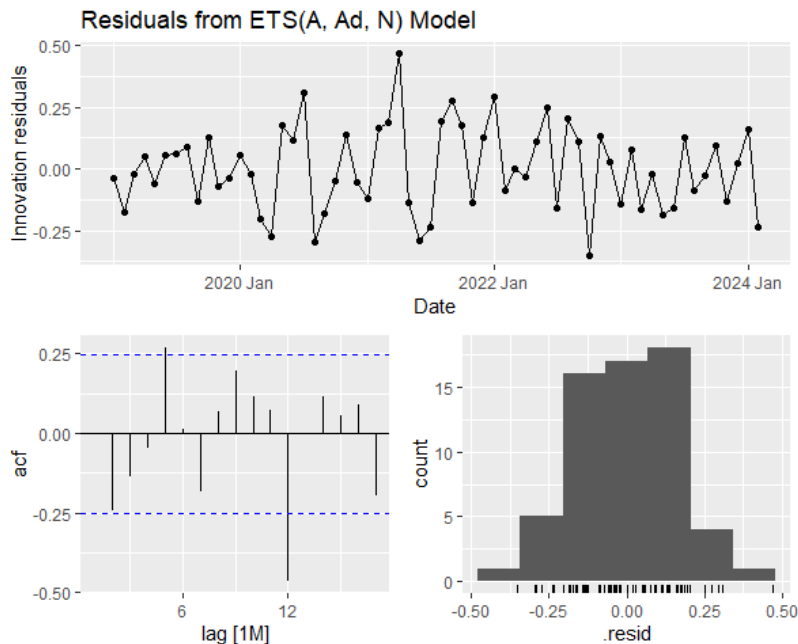 Residuals from ETS(A, Ad, N) Model
Innovation residuals
0.50
0.25
0.00
-0.25
2020 Jan
2022 Jan
2024 Jan
Date
acf
0.25
0.00
-0.25
-0.50
6
12
lag [1M]
count
15
10
5
0
-0.50
-0.25
0.00
0.25
0.50
.resid